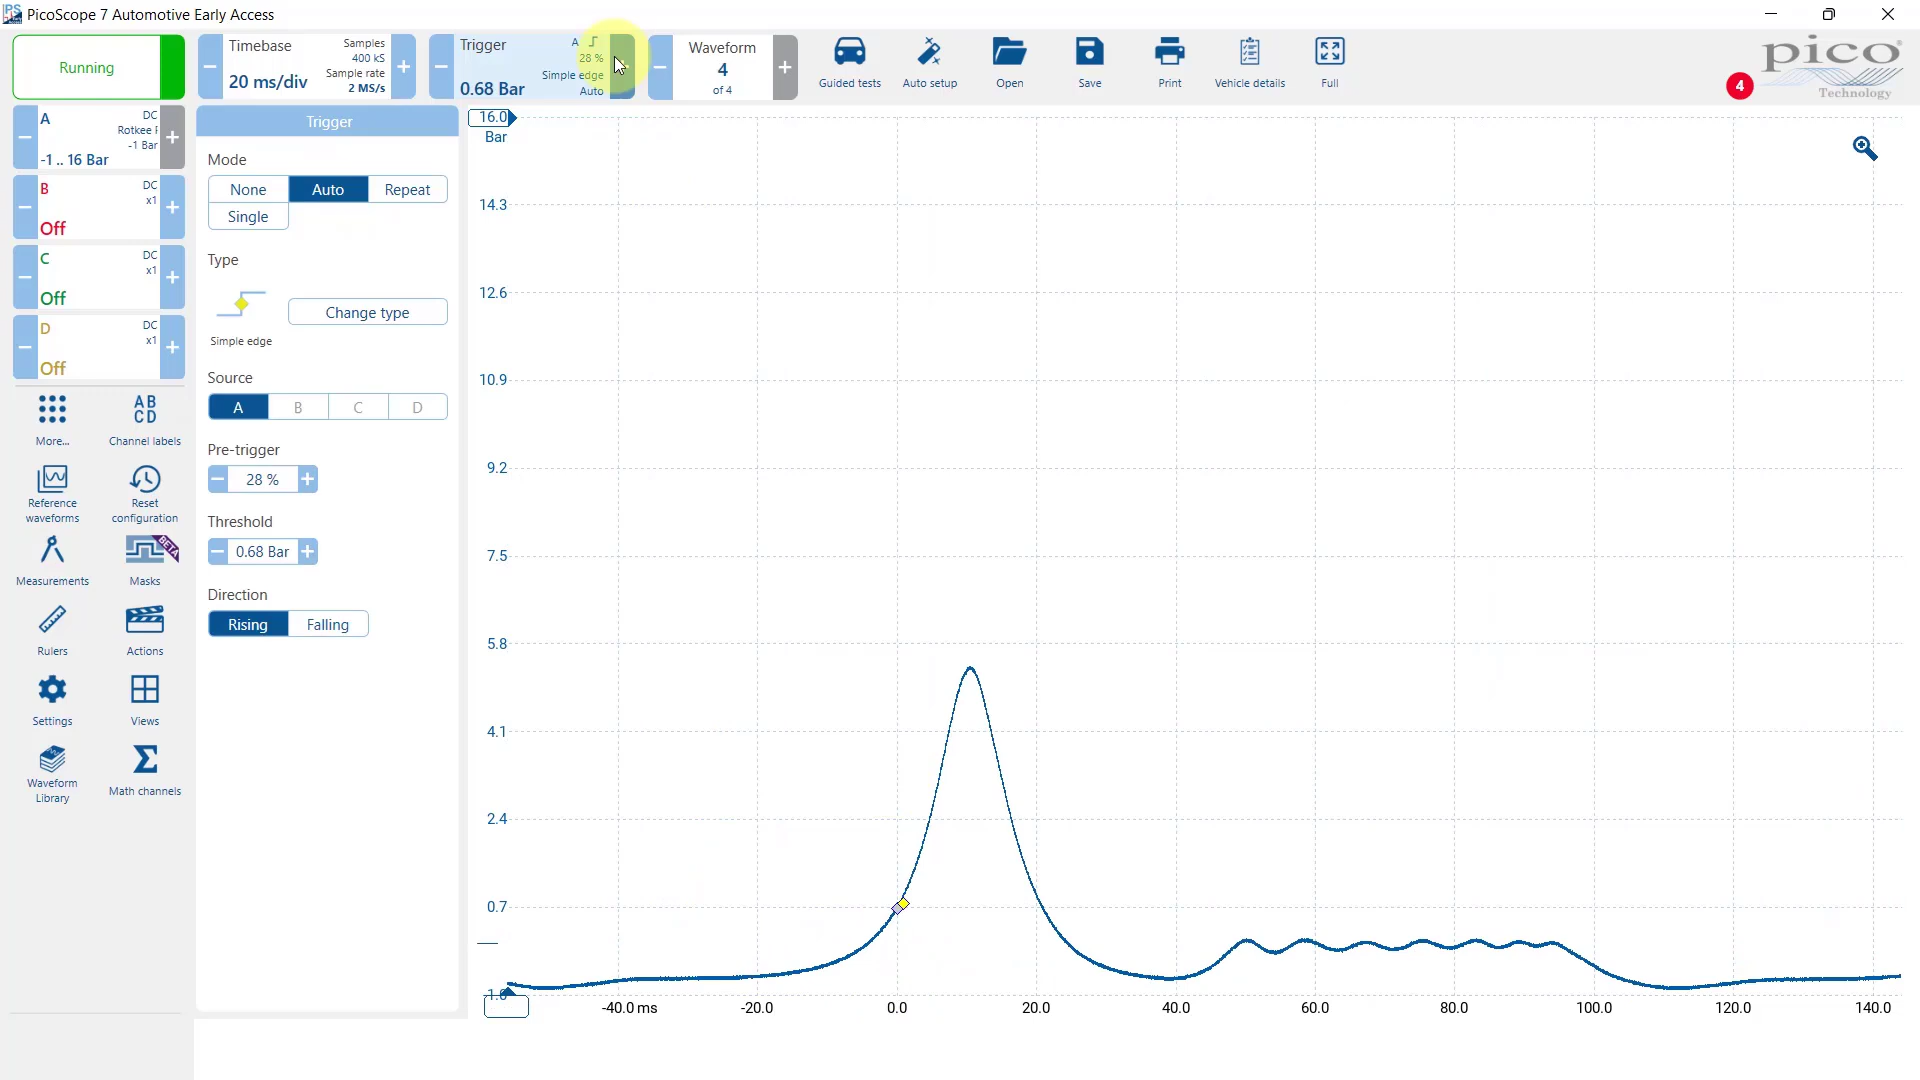 PicoScope 7 Automotive Early Access
Running
Timebase
20 ms/div
Samples
400 kS
Sample rate
2 MS/s
Trigger
0.68 Bar
A
28 %
Simple edge
Auto
Waveform
4
of 4
Guided tests
Auto setup
Open
Save
Print
Vehicle details
Full
4
pico
Technology
A
DC
Rotkee
-1 Bar
-1 .. 16 Bar
B
DC
x1
Off
C
DC
x1
Off
D
DC
x1
Off
More...
Channel labels
AB
CD
Reference
waveforms
Reset
configuration
Measurements
BETA
Masks
Rulers
Actions
Settings
Views
Waveform
Library
Math channels
Trigger
Mode
None
Auto
Repeat
Single
Type
Simple edge
Change type
Source
A
B
C
D
Pre-trigger
28 %
Threshold
0.68 Bar
Direction
Rising
Falling
16.0
Bar
14.3
12.6
10.9
9.2
7.5
5.8
4.1
2.4
0.7
-1.0
-40.0 ms
-20.0
0.0
20.0
40.0
60.0
80.0
100.0
120.0
140.0